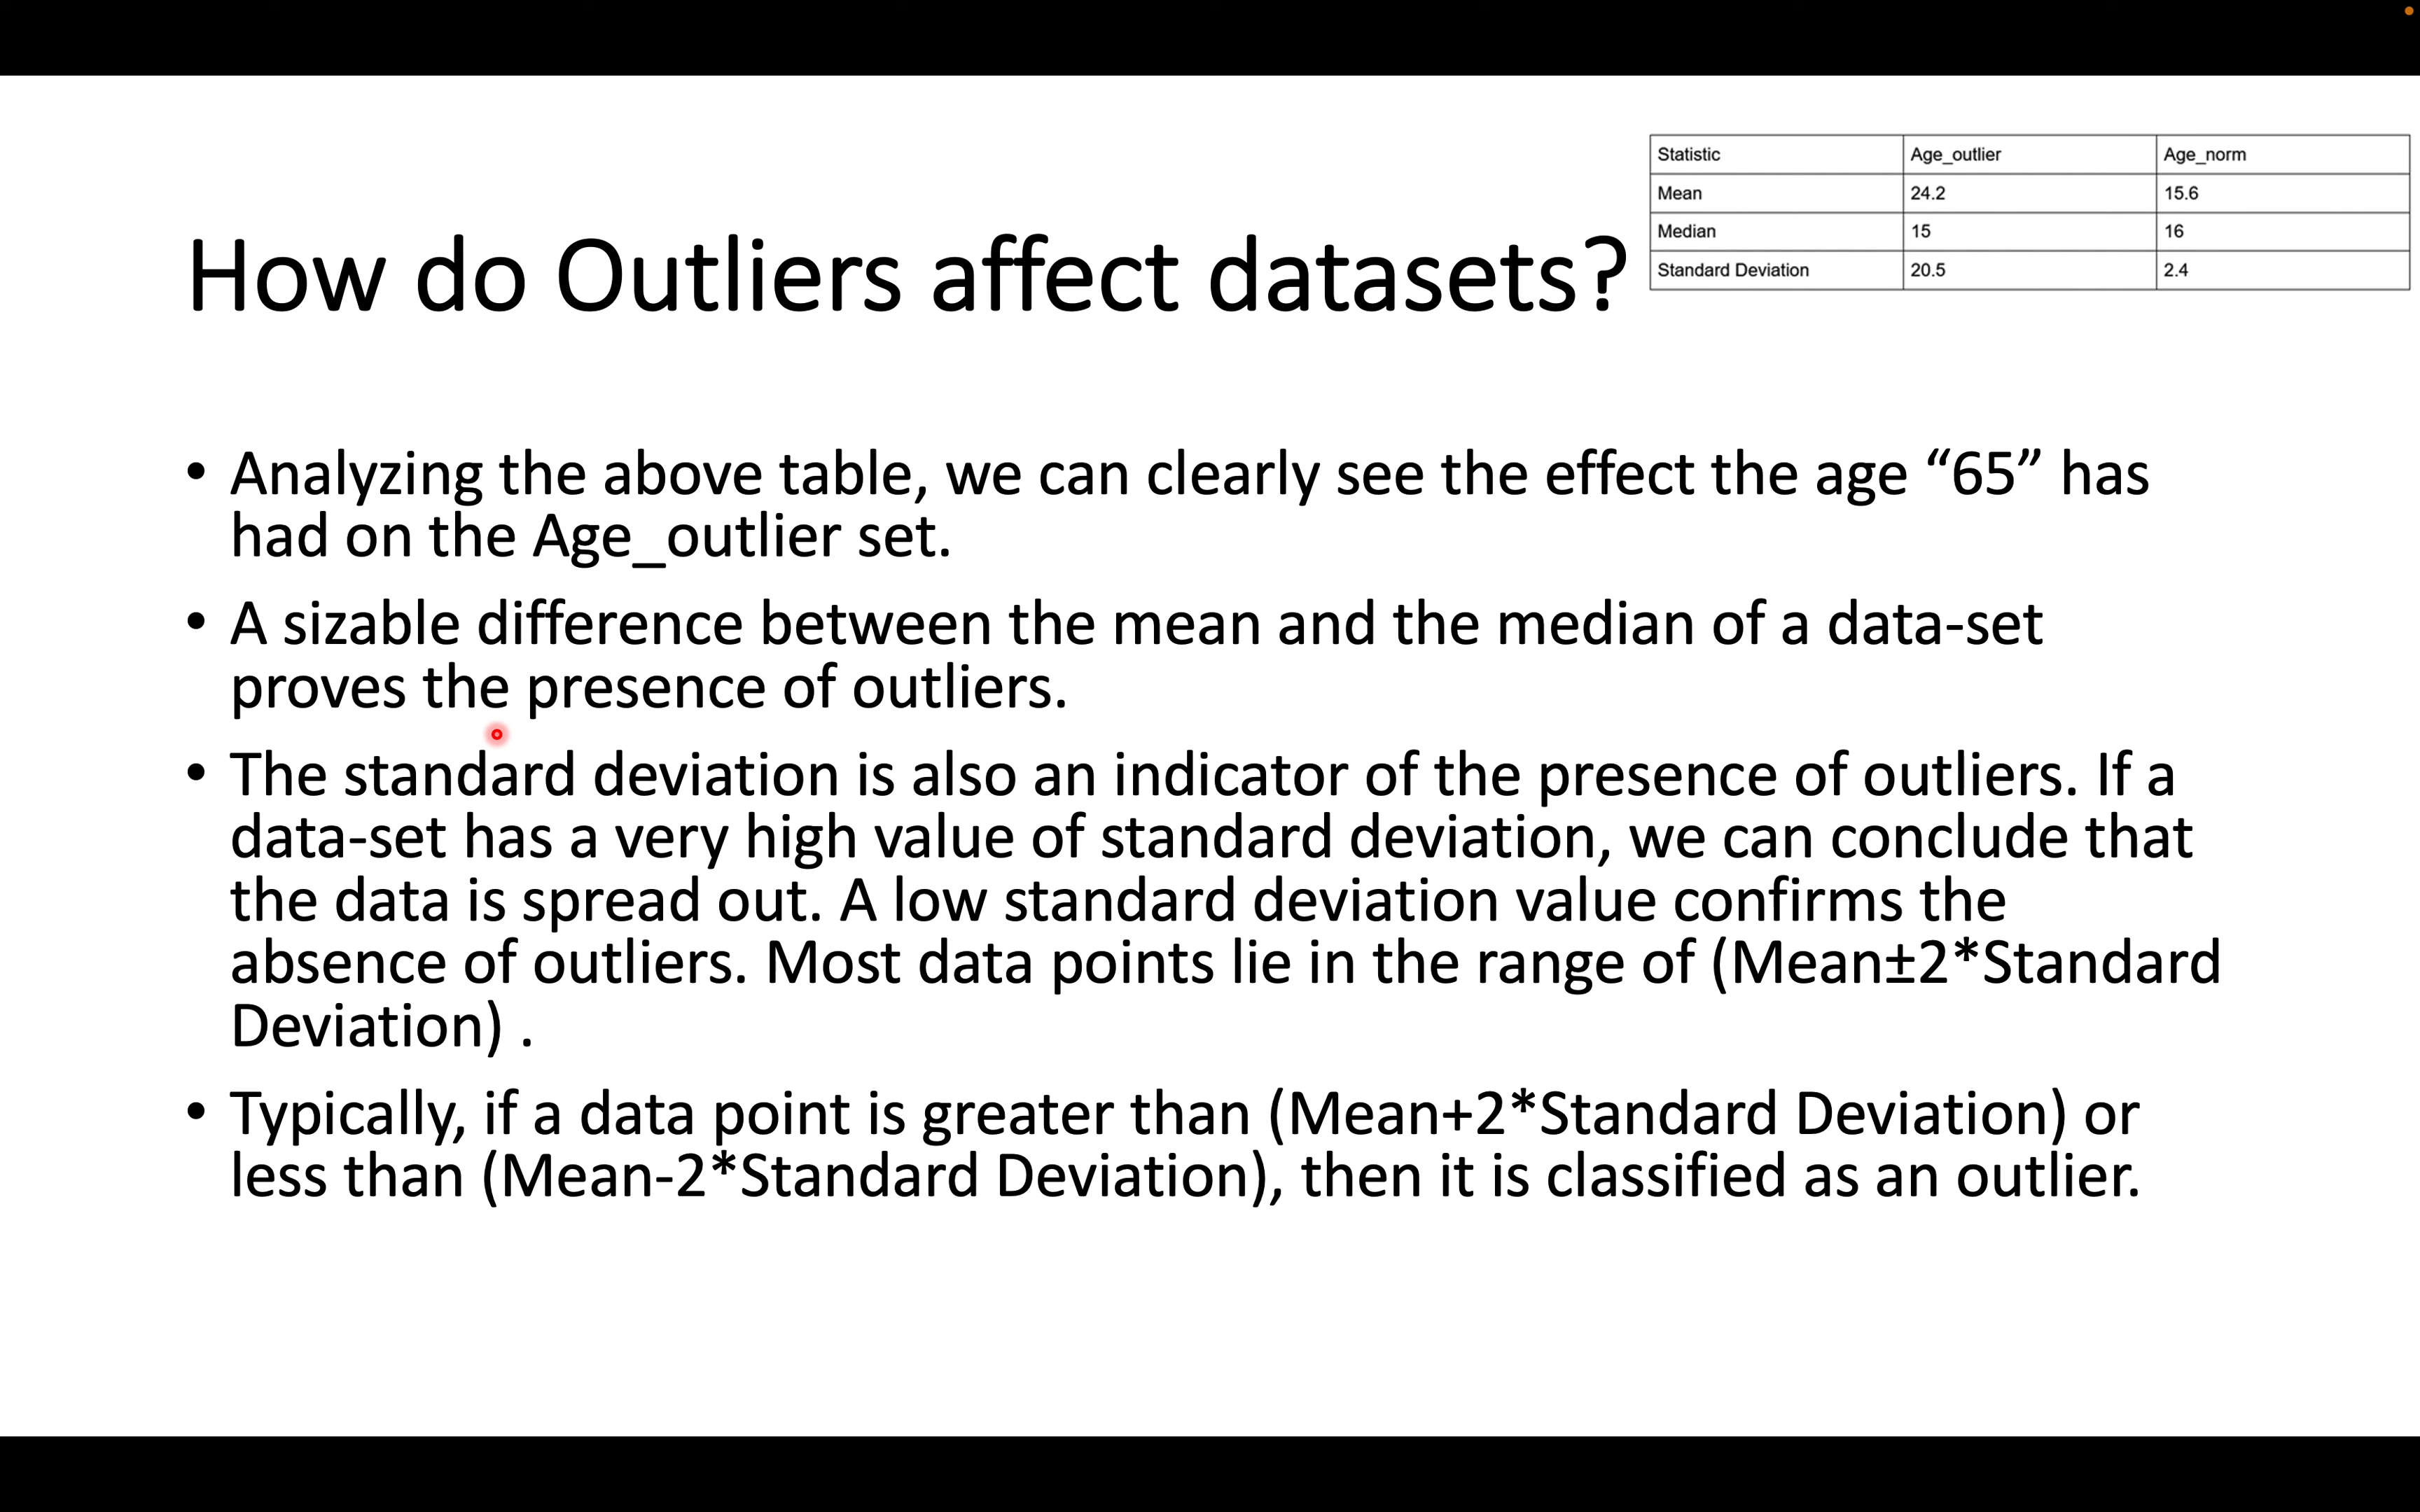 How do Outliers affect datasets?
Statistic Age_outlier Age_norm
Mean 24.2 15.6
Median 15 16
Standard Deviation 20.5 2.4
• Analyzing the above table, we can clearly see the effect the age “65” has
had on the Age_outlier set.
• A sizable difference between the mean and the median of a data-set
proves the presence of outliers.
• The standard deviation is also an indicator of the presence of outliers. If a
data-set has a very high value of standard deviation, we can conclude that
the data is spread out. A low standard deviation value confirms the
absence of outliers. Most data points lie in the range of (Mean±2*Standard
Deviation) .
• Typically, if a data point is greater than (Mean+2*Standard Deviation) or
less than (Mean-2*Standard Deviation), then it is classified as an outlier.